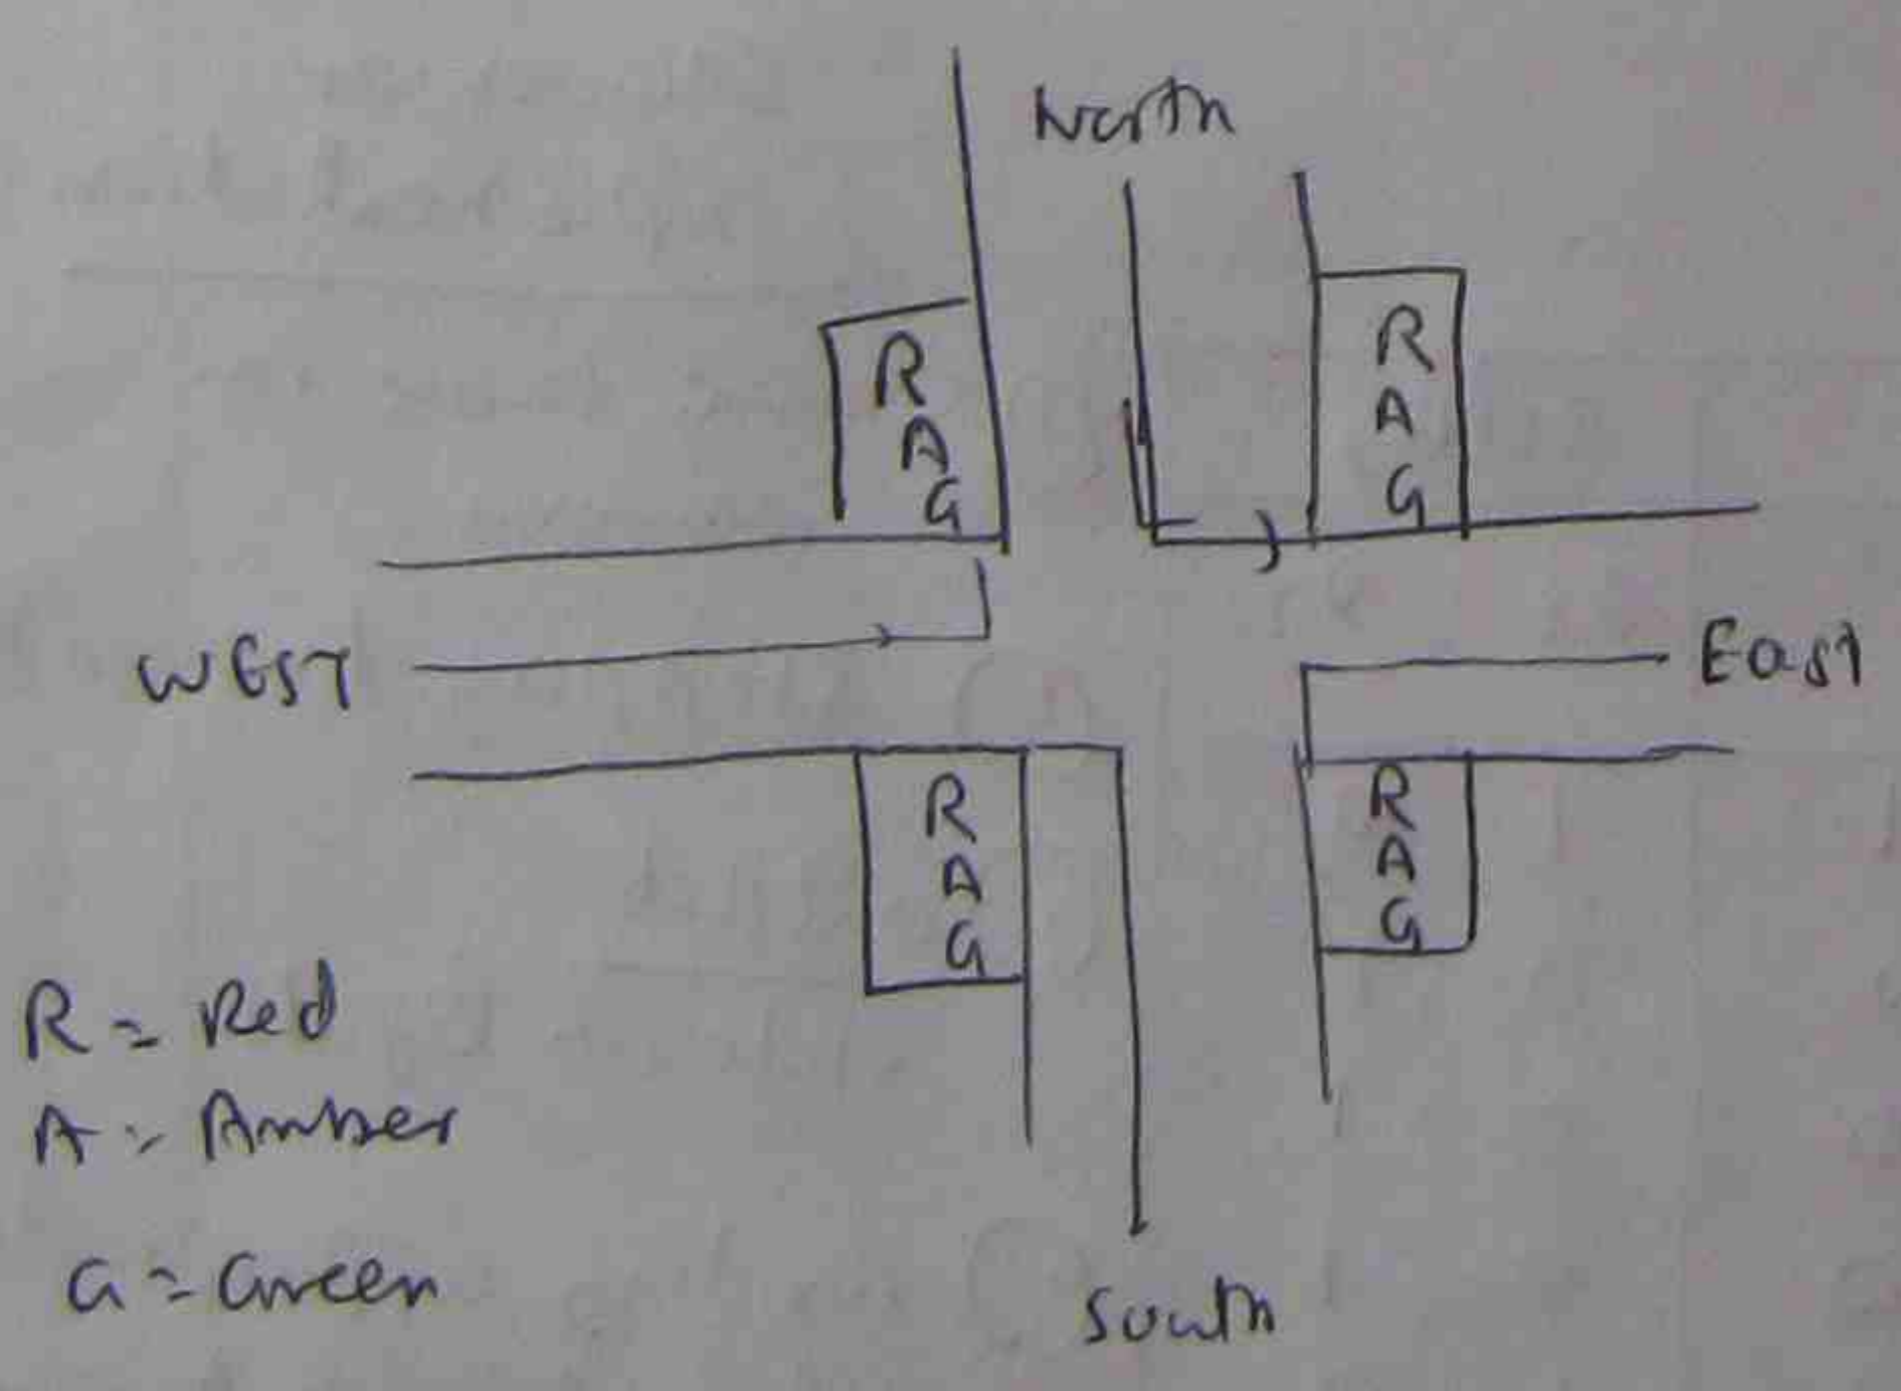 North
R
A
G
R
A
G
WEST
East
R
A
G
R
A
G
R = Red
A = Amber
G = Green
South